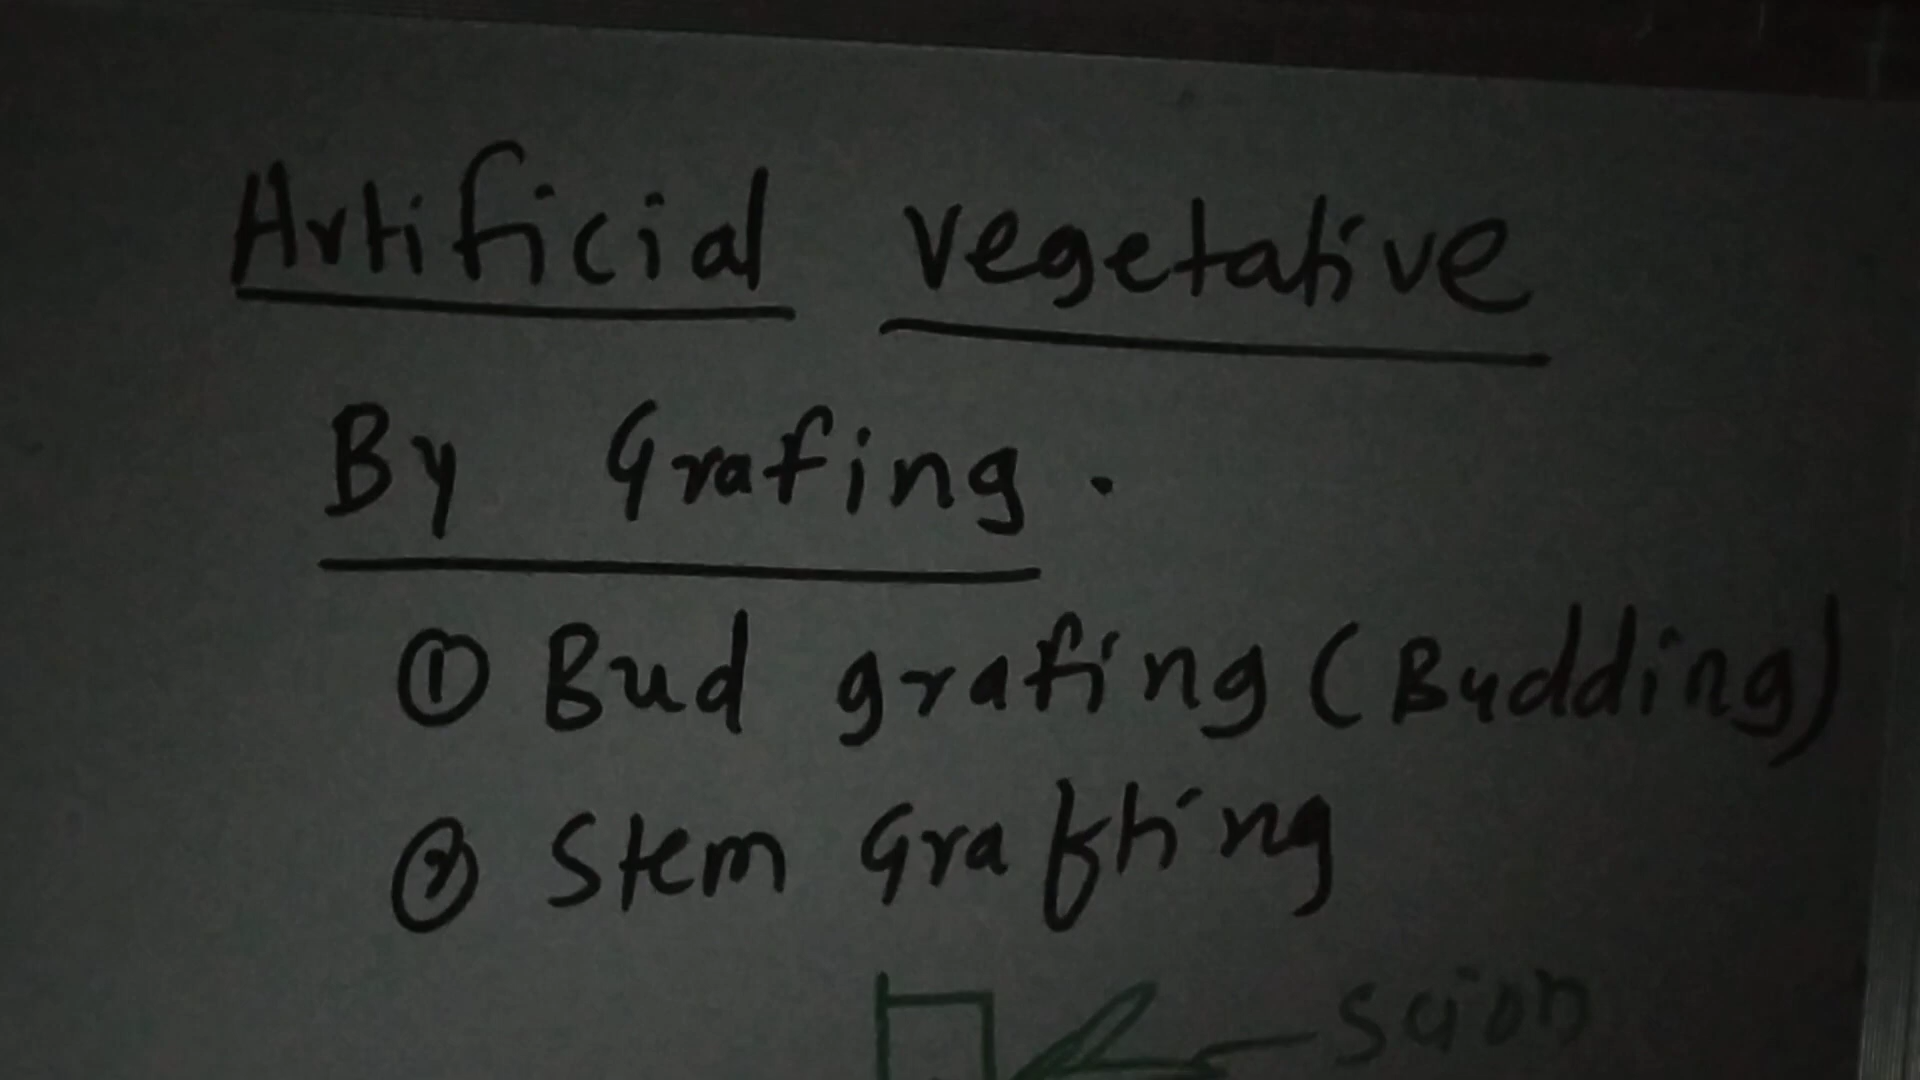 Artificial vegetative
By Grafing.
① Bud grafing (Budding)
② Stem Grafting
Scion